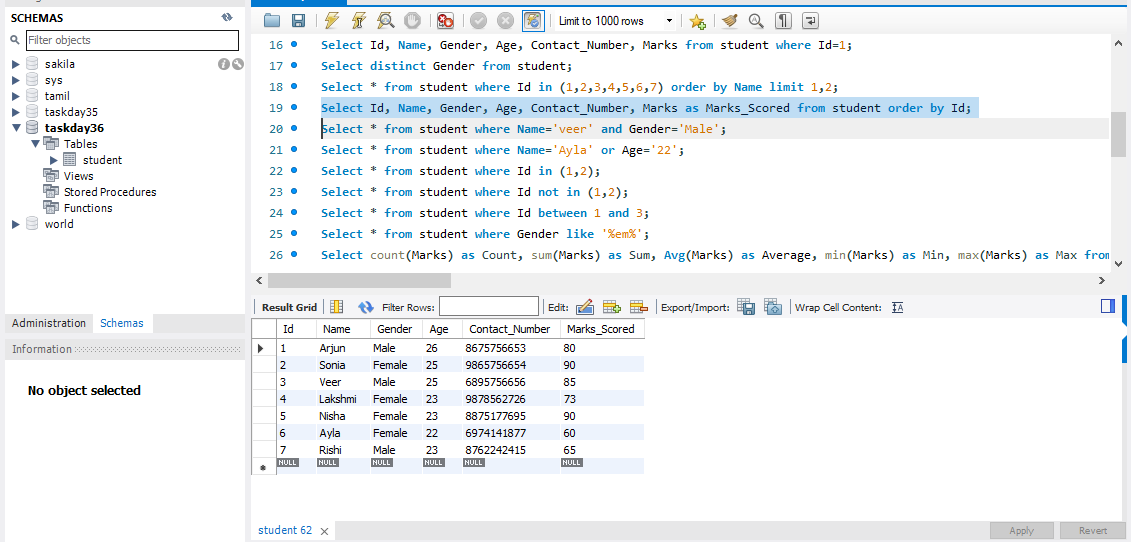 SCHEMAS
Filter objects
sakila
sys
tamil
taskday35
taskday36
Tables
student
Views
Stored Procedures
Functions
world
Administration Schemas
Information
No object selected
Limit to 1000 rows
16 Select Id, Name, Gender, Age, Contact_Number, Marks from student where Id=1;
17 Select distinct Gender from student;
18 Select * from student where Id in (1,2,3,4,5,6,7) order by Name limit 1,2;
19 Select Id, Name, Gender, Age, Contact_Number, Marks as Marks_Scored from student order by Id;
20 Select * from student where Name='veer' and Gender='Male';
21 Select * from student where Name='Ayla' or Age='22';
22 Select * from student where Id in (1,2);
23 Select * from student where Id not in (1,2);
24 Select * from student where Id between 1 and 3;
25 Select * from student where Gender like '%em%';
26 Select count(Marks) as Count, sum(Marks) as Sum, Avg(Marks) as Average, min(Marks) as Min, max(Marks) as Max from
Result Grid Filter Rows: Edit: Export/Import: Wrap Cell Content:
Id Name Gender Age Contact_Number Marks_Scored
1 Arjun Male 26 8675756653 80
2 Sonia Female 25 9865756654 90
3 Veer Male 25 6895756656 85
4 Lakshmi Female 23 9878562726 73
5 Nisha Female 23 8875177695 90
6 Ayla Female 22 6974141877 60
7 Rishi Male 23 8762242415 65
NULL NULL NULL NULL NULL NULL
student 62
Apply Revert